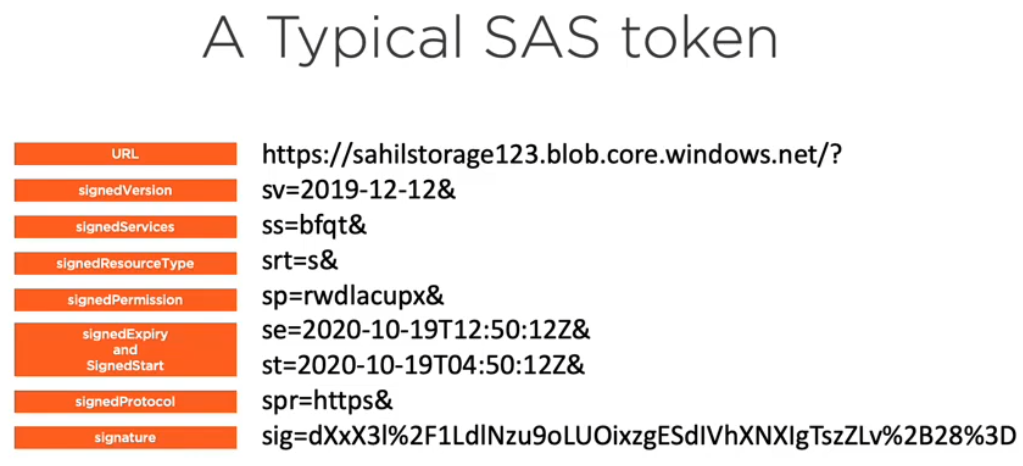 A Typical SAS token
URL https://sahilstorage123.blob.core.windows.net/?
signedVersion sv=2019-12-12&
signedServices ss=bfqt&
signedResourceType srt=s&
signedPermission sp=rwdlacupx&
signedExpiry se=2020-10-19T12:50:12Z&
and
SignedStart st=2020-10-19T04:50:12Z&
signedProtocol spr=https&
signature sig=dXxX3l%2F1LdlNzu9oLUOixzgESdIVhXNXIgTszZLv%2B28%3D